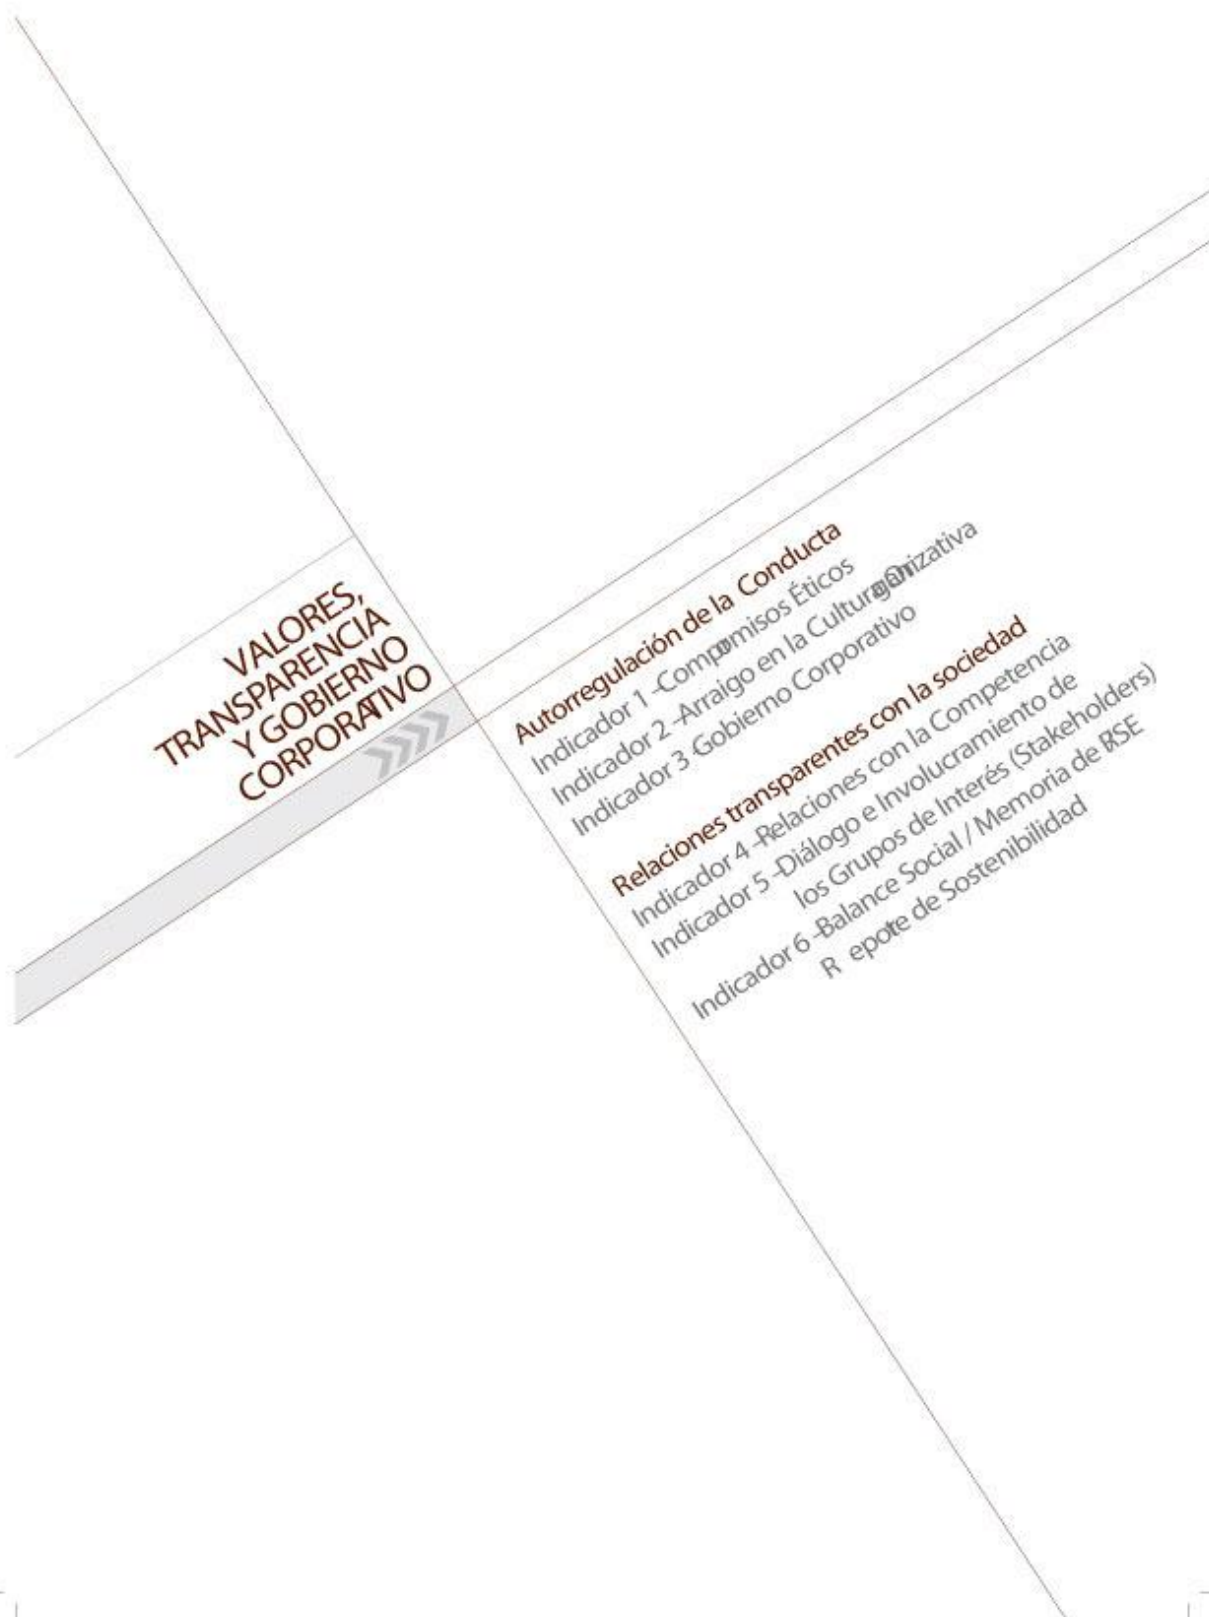 VALORES,
TRANSPARENCIA
Y GOBIERNO
CORPORATIVO
Autorregulación de la Conducta
Indicador 1 -Compromisos Éticos
Indicador 2 -Arraigo en la Cultura Organizativa
Indicador 3-Gobierno Corporativo
Relaciones transparentes con la sociedad
Indicador 4 -Relaciones con la Competencia
Indicador 5 -Diálogo e Involucramiento de
los Grupos de Interés (Stakeholders)
Indicador 6 -Balance Social / Memoria de RSE
Reporte de Sostenibilidad